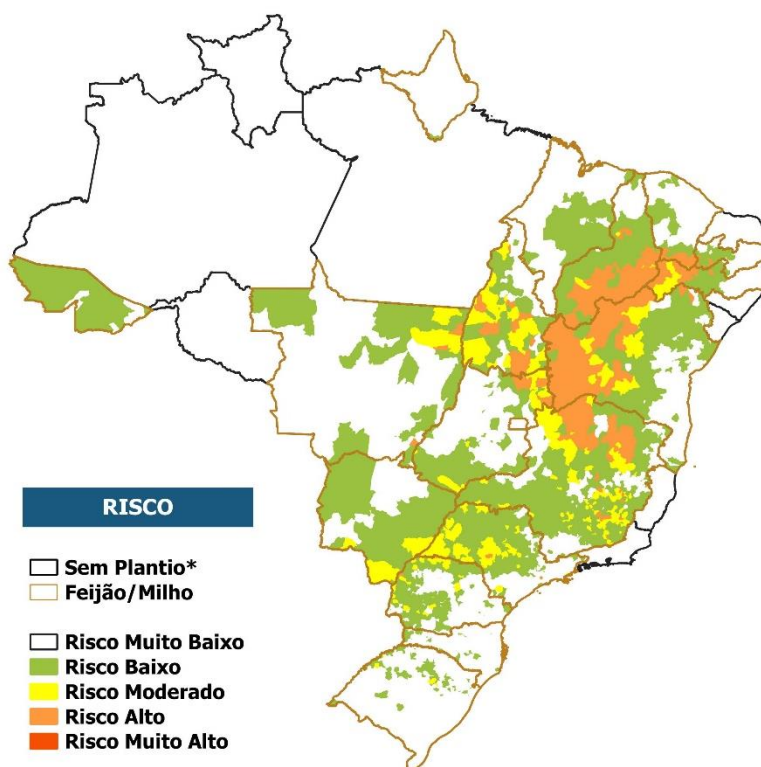 RISCO
Sem Plantio*
Feijão/Milho
Risco Muito Baixo
Risco Baixo
Risco Moderado
Risco Alto
Risco Muito Alto